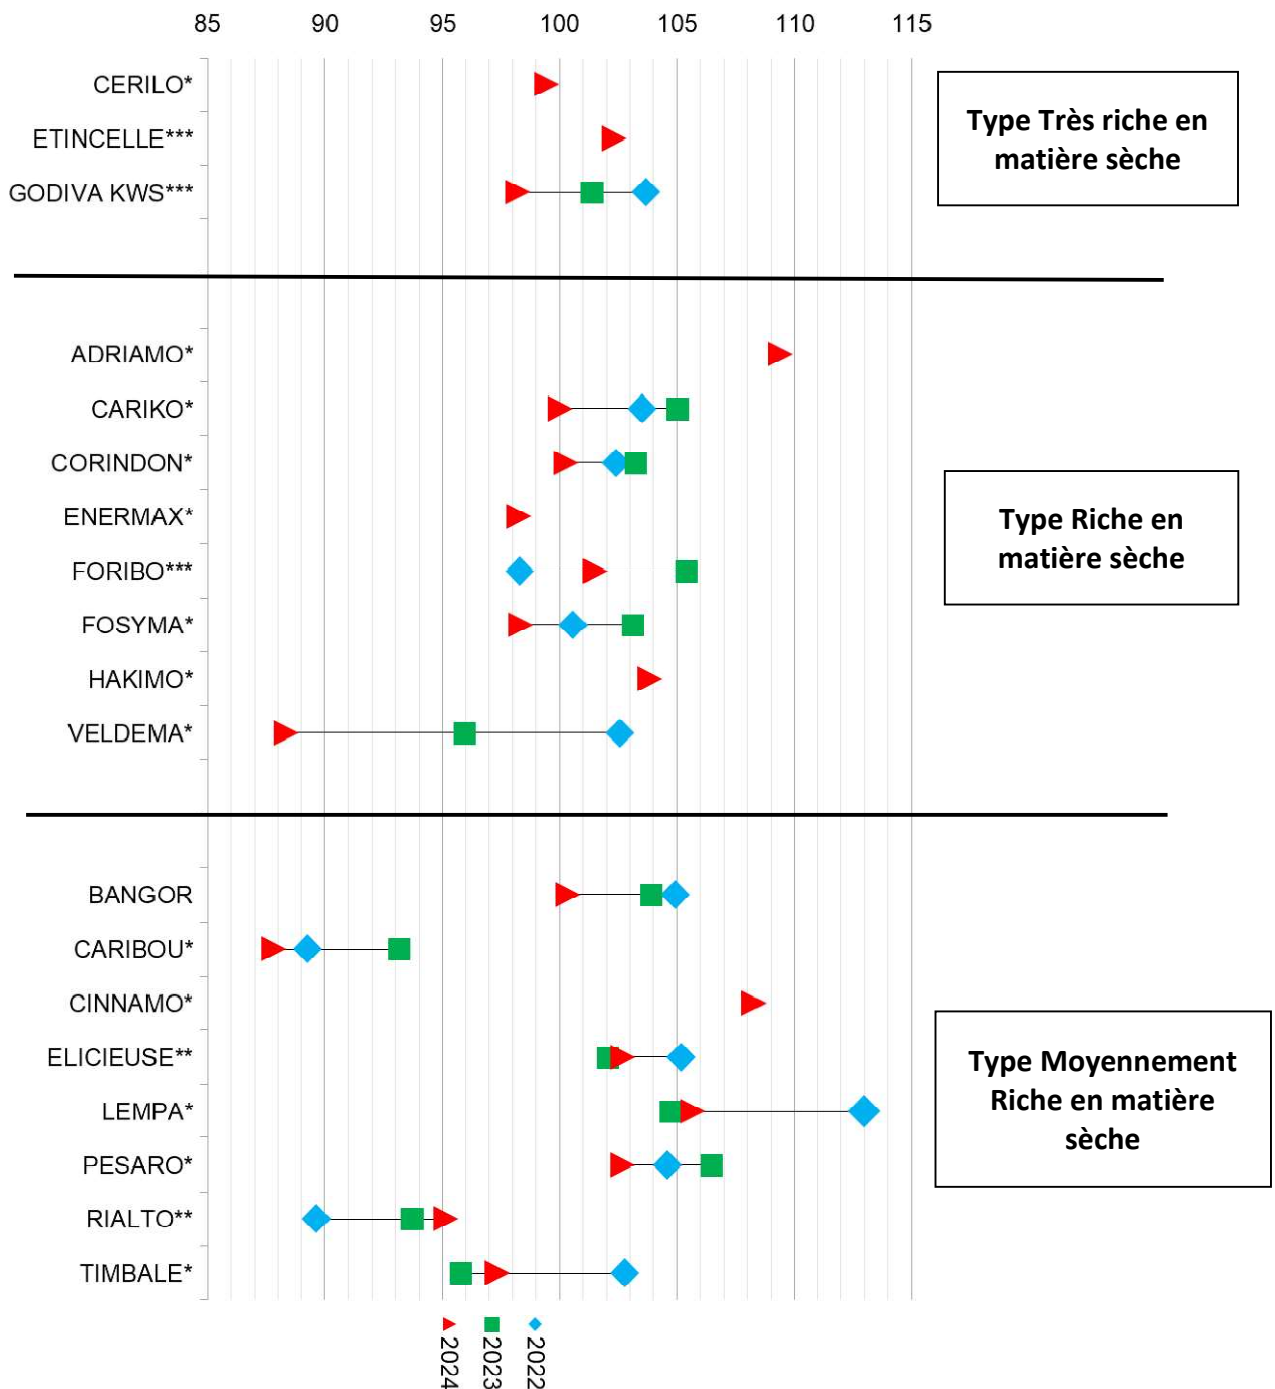 85 90 95 100 105 110 115
CERILO*
ETINCELLE***
GODIVA KWS***
Type Très riche en
matière sèche
ADRIAMO*
CARIKO*
CORINDON*
ENERMAX*
FORIBO***
FOSYMA*
HAKIMO*
VELDEMA*
Type Riche en
matière sèche
BANGOR
CARIBOU*
CINNAMO*
ELICIEUSE**
LEMPA*
PESARO*
RIALTO**
TIMBALE*
Type Moyennement
Riche en matière
sèche
2024
2023
2022